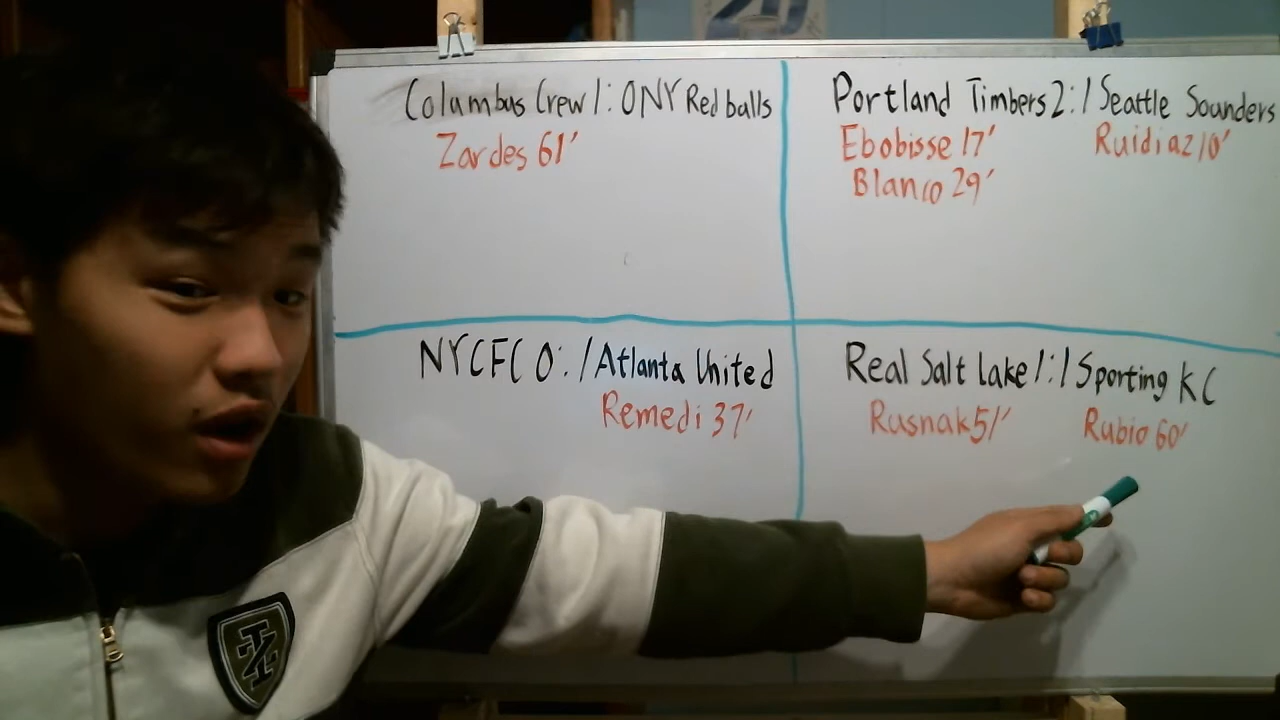 Columbus Crew 1:0 NY Red balls
Zardes 61'
Portland Timbers 2:1 Seattle Sounders
Ebobisse 17' Ruidiaz 10'
Blanco 29'
NYCFC 0:1 Atlanta United
Remedi 37'
Real Salt Lake 1:1 Sporting KC
Rusnak 51' Rubio 60'